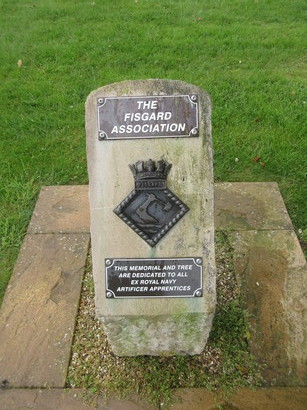 THE
FISGARD
ASSOCIATION
THIS MEMORIAL AND TREE
ARE DEDICATED TO ALL
EX ROYAL NAVY
ARTIFICER APPRENTICES